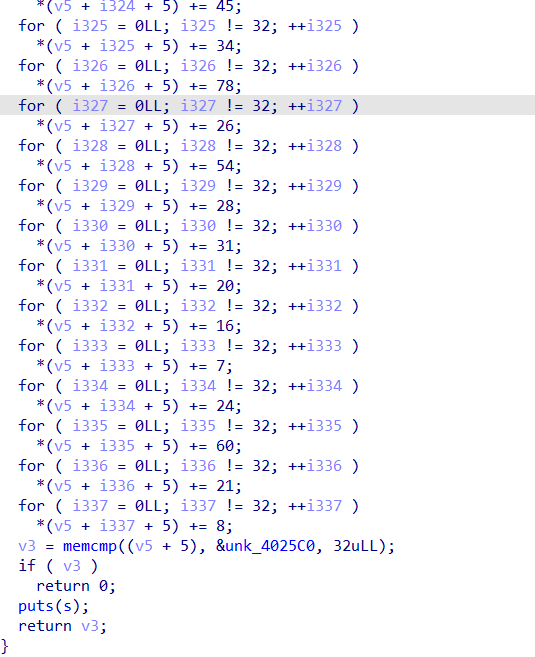 *(v5 + i324 + 5) += 45;
for ( i325 = 0LL; i325 != 32; ++i325 )
*(v5 + i325 + 5) += 34;
for ( i326 = 0LL; i326 != 32; ++i326 )
*(v5 + i326 + 5) += 78;
for ( i327 = 0LL; i327 != 32; ++i327 )
*(v5 + i327 + 5) += 26;
for ( i328 = 0LL; i328 != 32; ++i328 )
*(v5 + i328 + 5) += 54;
for ( i329 = 0LL; i329 != 32; ++i329 )
*(v5 + i329 + 5) += 28;
for ( i330 = 0LL; i330 != 32; ++i330 )
*(v5 + i330 + 5) += 31;
for ( i331 = 0LL; i331 != 32; ++i331 )
*(v5 + i331 + 5) += 20;
for ( i332 = 0LL; i332 != 32; ++i332 )
*(v5 + i332 + 5) += 16;
for ( i333 = 0LL; i333 != 32; ++i333 )
*(v5 + i333 + 5) += 7;
for ( i334 = 0LL; i334 != 32; ++i334 )
*(v5 + i334 + 5) += 24;
for ( i335 = 0LL; i335 != 32; ++i335 )
*(v5 + i335 + 5) += 60;
for ( i336 = 0LL; i336 != 32; ++i336 )
*(v5 + i336 + 5) += 21;
for ( i337 = 0LL; i337 != 32; ++i337 )
*(v5 + i337 + 5) += 8;
v3 = memcmp((v5 + 5), &unk_4025C0, 32uLL);
if ( v3 )
return 0;
puts(s);
return v3;
}